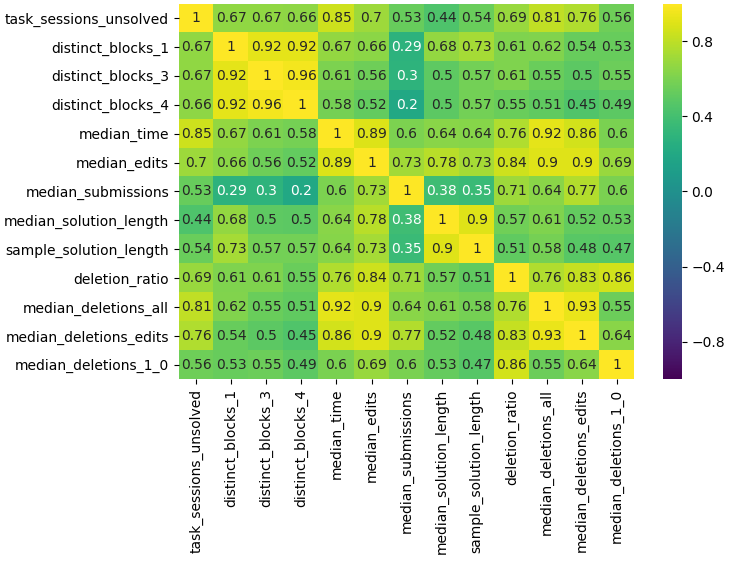 task_sessions_unsolved 1 0.67 0.67 0.66 0.85 0.7 0.53 0.44 0.54 0.69 0.81 0.76 0.56
distinct_blocks_1 0.67 1 0.92 0.92 0.67 0.66 0.29 0.68 0.73 0.61 0.62 0.54 0.53
distinct_blocks_3 0.67 0.92 1 0.96 0.61 0.56 0.3 0.5 0.57 0.61 0.55 0.5 0.55
distinct_blocks_4 0.66 0.92 0.96 1 0.58 0.52 0.2 0.5 0.57 0.55 0.51 0.45 0.49
median_time 0.85 0.67 0.61 0.58 1 0.89 0.6 0.64 0.64 0.76 0.92 0.86 0.6
median_edits 0.7 0.66 0.56 0.52 0.89 1 0.73 0.78 0.73 0.84 0.9 0.9 0.69
median_submissions 0.53 0.29 0.3 0.2 0.6 0.73 1 0.38 0.35 0.71 0.64 0.77 0.6
median_solution_length 0.44 0.68 0.5 0.5 0.64 0.78 0.38 1 0.9 0.57 0.61 0.52 0.53
sample_solution_length 0.54 0.73 0.57 0.57 0.64 0.73 0.35 0.9 1 0.51 0.58 0.48 0.47
deletion_ratio 0.69 0.61 0.61 0.55 0.76 0.84 0.71 0.57 0.51 1 0.76 0.83 0.86
median_deletions_all 0.81 0.62 0.55 0.51 0.92 0.9 0.64 0.61 0.58 0.76 1 0.93 0.55
median_deletions_edits 0.76 0.54 0.5 0.45 0.86 0.9 0.77 0.52 0.48 0.83 0.93 1 0.64
median_deletions_1_0 0.56 0.53 0.55 0.49 0.6 0.69 0.6 0.53 0.47 0.86 0.55 0.64 1
task_sessions_unsolved
distinct_blocks_1
distinct_blocks_3
distinct_blocks_4
median_time
median_edits
median_submissions
median_solution_length
sample_solution_length
deletion_ratio
median_deletions_all
median_deletions_edits
median_deletions_1_0
0.8
0.4
0.0
−0.4
−0.8